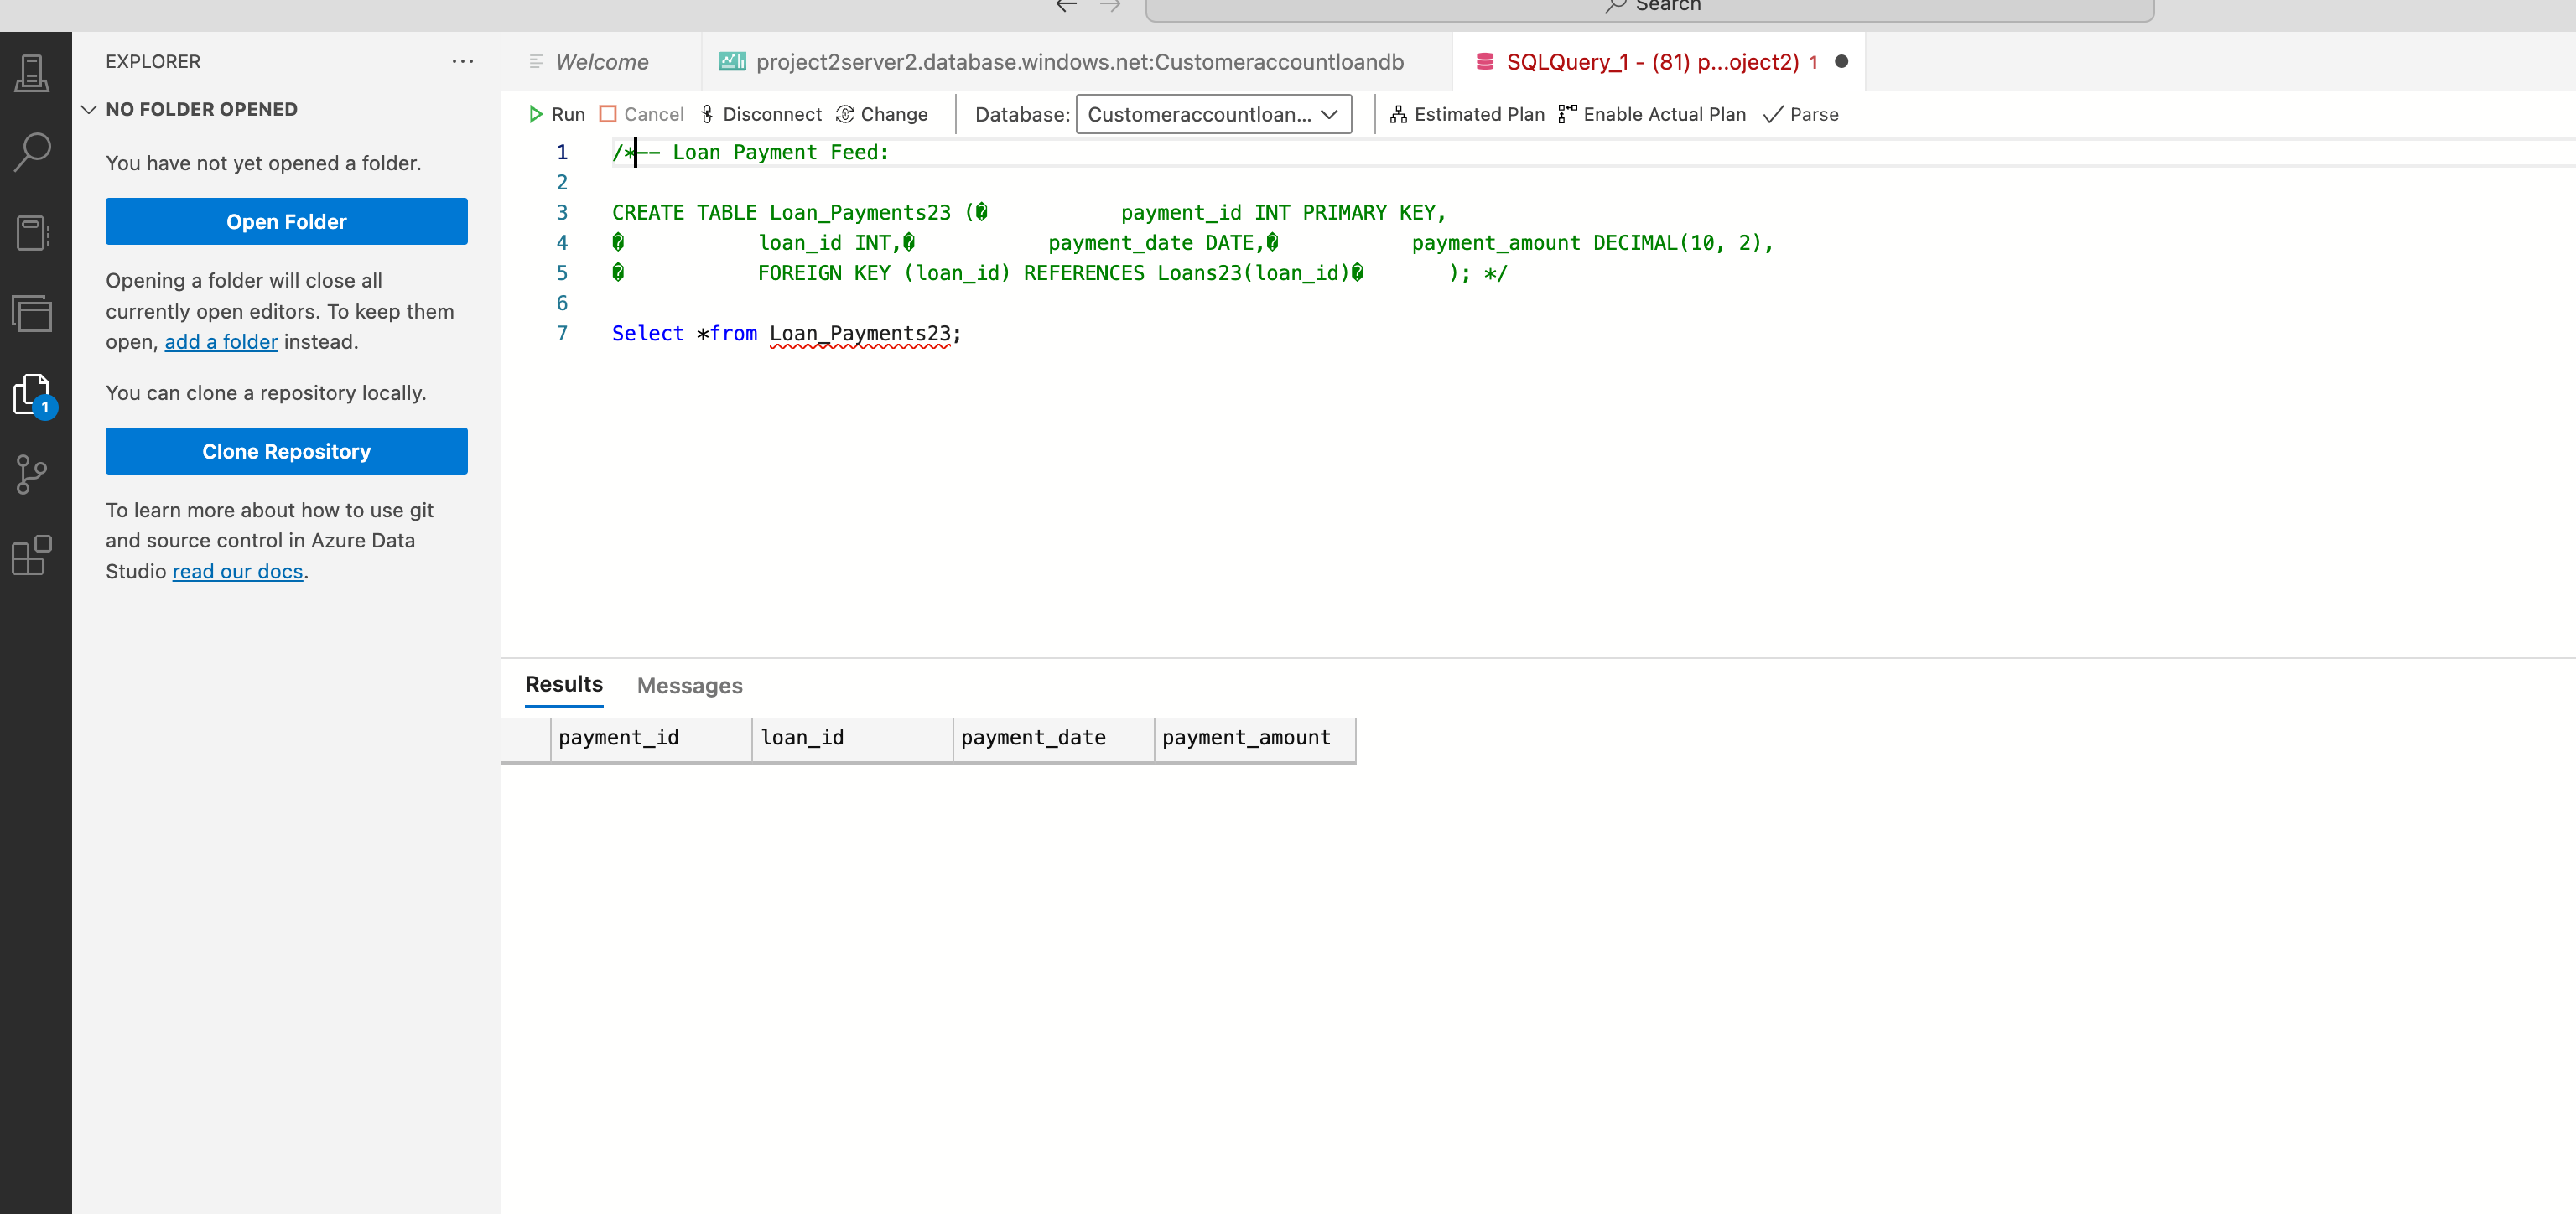 Search
EXPLORER
NO FOLDER OPENED
You have not yet opened a folder.
Open Folder
Opening a folder will close all
currently open editors. To keep them
open, add a folder instead.
You can clone a repository locally.
Clone Repository
To learn more about how to use git
and source control in Azure Data
Studio read our docs.
1
Welcome
project2server2.database.windows.net:Customeraccountloandb
SQLQuery_1 - (81) p...oject2) 1
Run Cancel Disconnect Change Database: Customeraccountloan... Estimated Plan Enable Actual Plan Parse
1 /*-- Loan Payment Feed:
2
3 CREATE TABLE Loan_Payments23 (� payment_id INT PRIMARY KEY,
4 � loan_id INT,� payment_date DATE,� payment_amount DECIMAL(10, 2),
5 � FOREIGN KEY (loan_id) REFERENCES Loans23(loan_id)� ); */
6
7 Select *from Loan_Payments23;
Results Messages
payment_id loan_id payment_date payment_amount